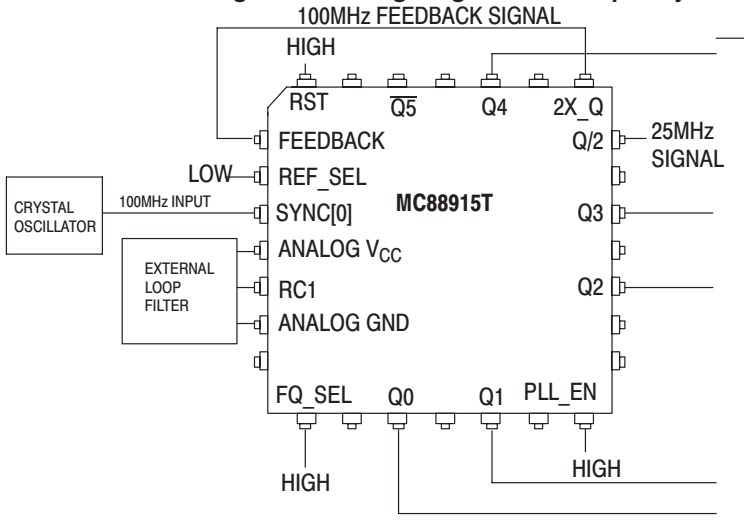 100MHz FEEDBACK SIGNAL
HIGH
RST
Q5
Q4
2X_Q
FEEDBACK
Q/2
25MHz
SIGNAL
LOW
REF_SEL
CRYSTAL
OSCILLATOR
100MHz INPUT
SYNC[0]
MC88915T
Q3
ANALOG VCC
EXTERNAL
LOOP
FILTER
RC1
Q2
ANALOG GND
FQ_SEL
Q0
Q1
PLL_EN
HIGH
HIGH